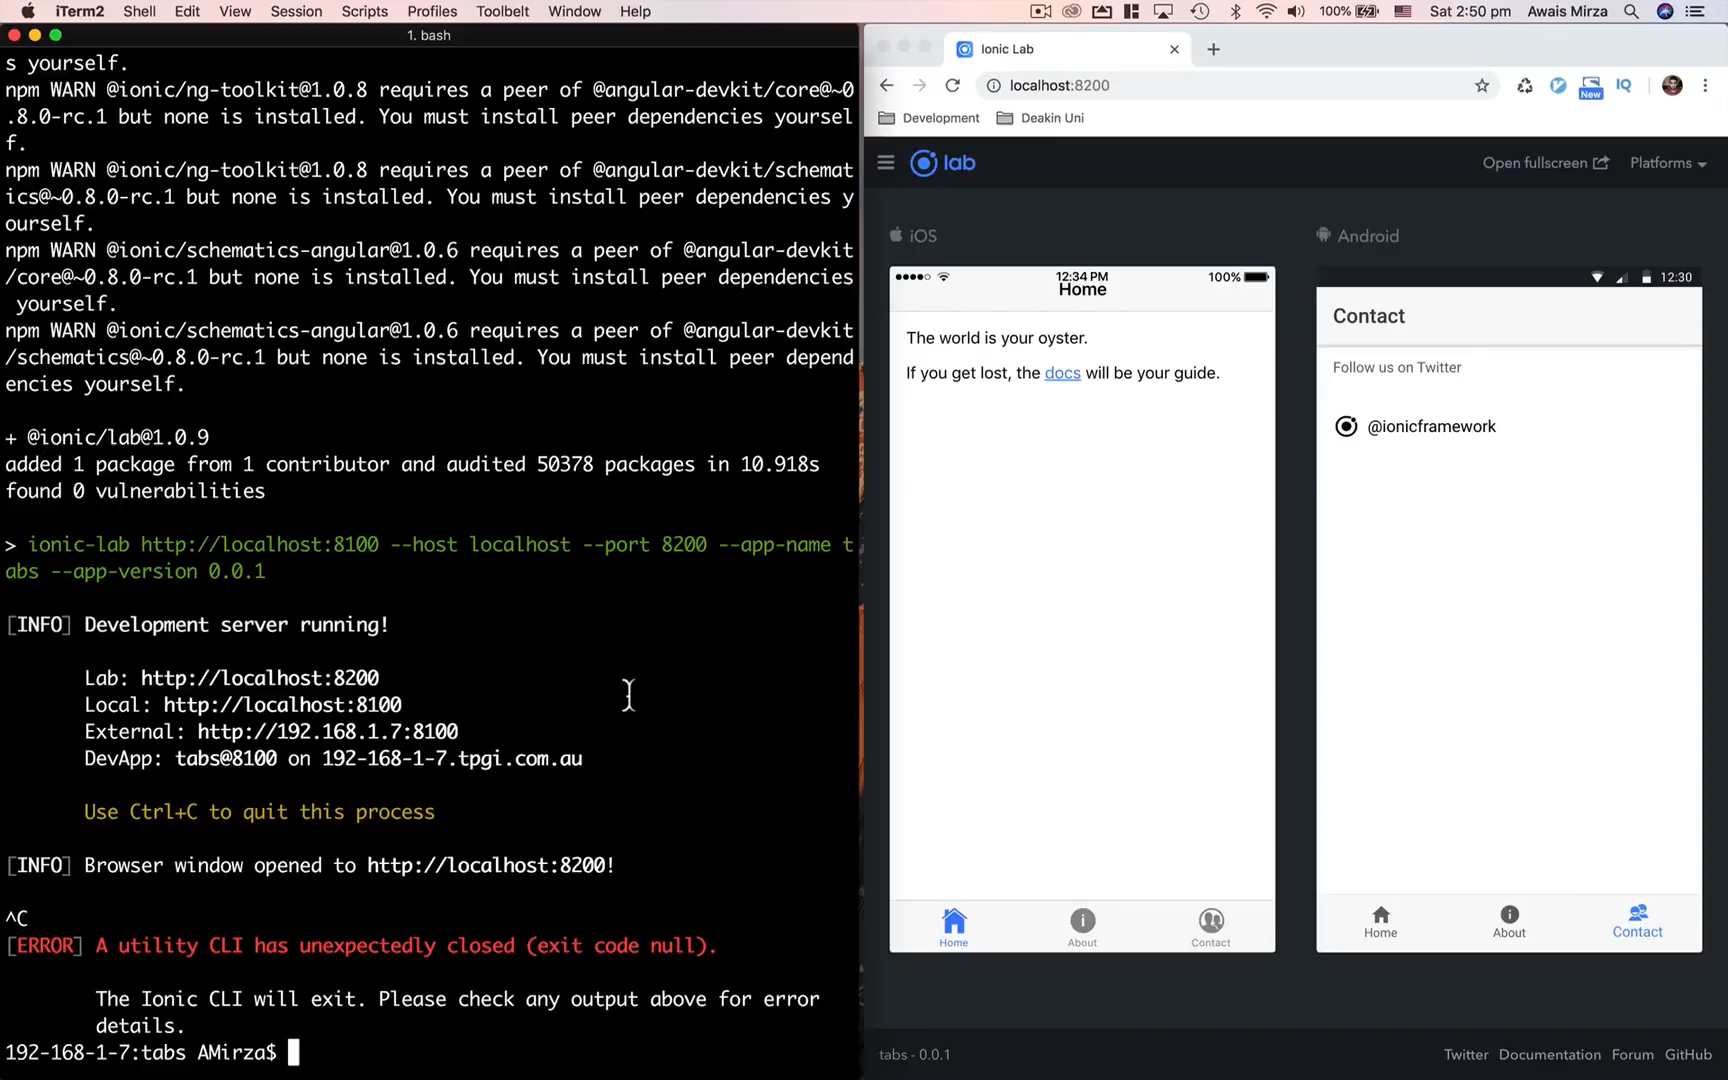 iTerm2 Shell Edit View Session Scripts Profiles Toolbelt Window Help 100% Sat 2:50 pm Awais Mirza
1. bash
s yourself.
npm WARN @ionic/ng-toolkit@1.0.8 requires a peer of @angular-devkit/core@~0
.8.0-rc.1 but none is installed. You must install peer dependencies yoursel
f.
npm WARN @ionic/ng-toolkit@1.0.8 requires a peer of @angular-devkit/schemat
ics@~0.8.0-rc.1 but none is installed. You must install peer dependencies y
ourself.
npm WARN @ionic/schematics-angular@1.0.6 requires a peer of @angular-devkit
/core@~0.8.0-rc.1 but none is installed. You must install peer dependencies
yourself.
npm WARN @ionic/schematics-angular@1.0.6 requires a peer of @angular-devkit
/schematics@~0.8.0-rc.1 but none is installed. You must install peer depend
encies yourself.
+ @ionic/lab@1.0.9
added 1 package from 1 contributor and audited 50378 packages in 10.918s
found 0 vulnerabilities
> ionic-lab http://localhost:8100 --host localhost --port 8200 --app-name t
abs --app-version 0.0.1
[INFO] Development server running!
Lab: http://localhost:8200
Local: http://localhost:8100
External: http://192.168.1.7:8100
DevApp: tabs@8100 on 192-168-1-7.tpgi.com.au
Use Ctrl+C to quit this process
[INFO] Browser window opened to http://localhost:8200!
^C
[ERROR] A utility CLI has unexpectedly closed (exit code null).
The Ionic CLI will exit. Please check any output above for error
details.
192-168-1-7:tabs AMirza$
Ionic Lab
localhost:8200
New
IQ
Development Deakin Uni
lab Open fullscreen Platforms
iOS
12:34 PM 100%
Home
The world is your oyster.
If you get lost, the docs will be your guide.
Home About Contact
Android
12:30
Contact
Follow us on Twitter
@ionicframework
Home About Contact
tabs - 0.0.1 Twitter Documentation Forum GitHub